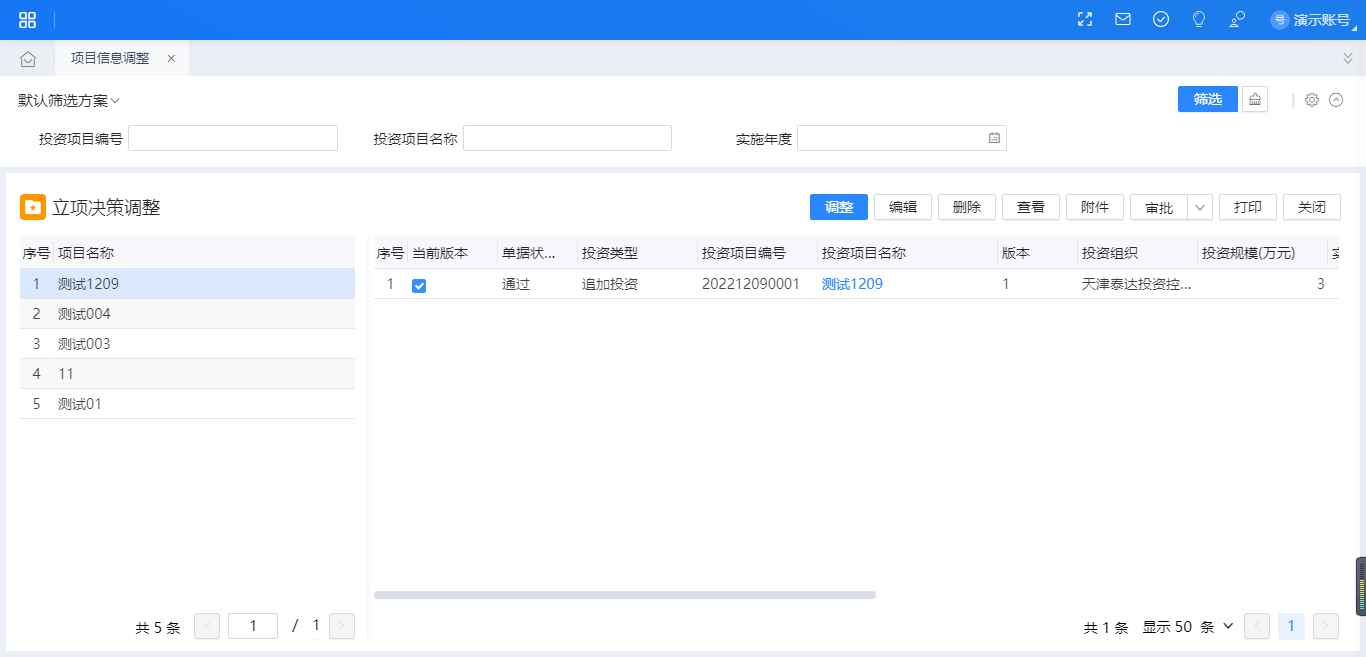 号 演示账号
项目信息调整
默认筛选方案 筛选
投资项目编号 投资项目名称 实施年度
立项决策调整 调整 编辑 删除 查看 附件 审批 打印 关闭
序号 项目名称 序号 当前版本 单据状... 投资类型 投资项目编号 投资项目名称 版本 投资组织 投资规模(万元)
1 测试1209 1 通过 追加投资 202212090001 测试1209 1 天津泰达投资控... 3
2 测试004
3 测试003
4 11
5 测试01
共 5 条 1 / 1 共 1 条 显示 50 条 1